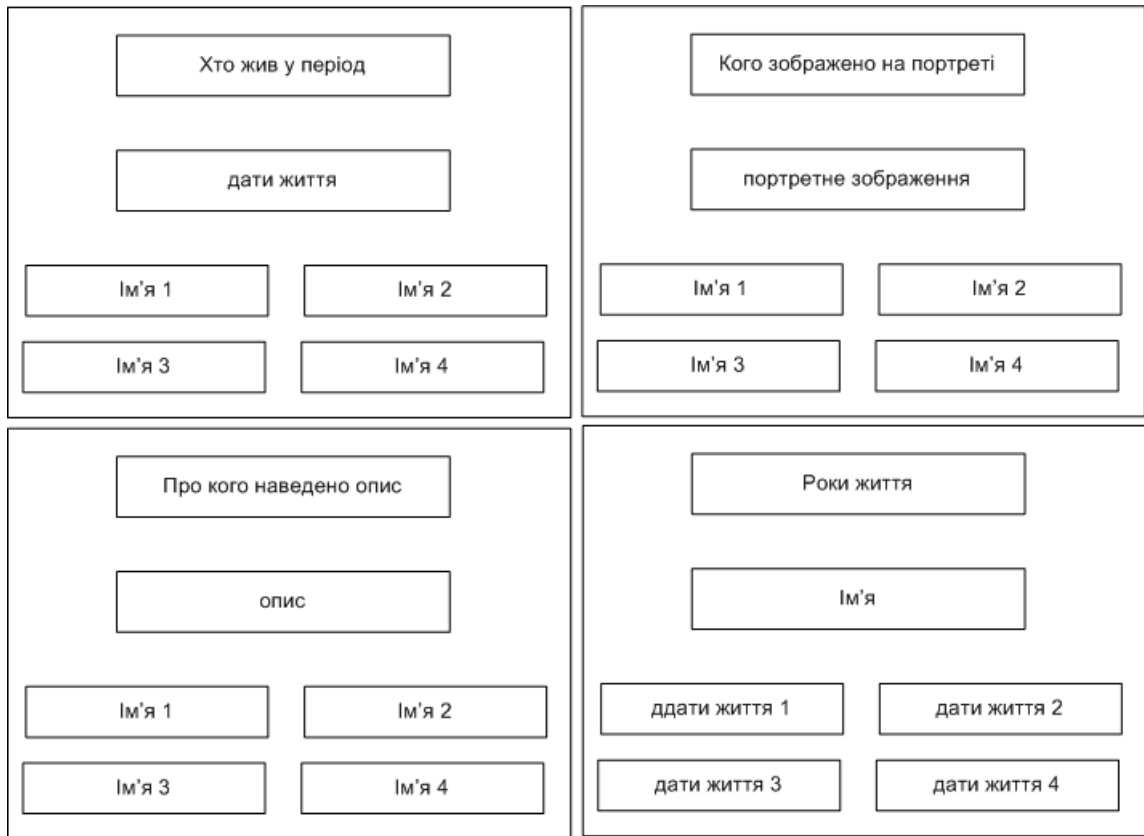 Хто жив у період
дати життя
Ім’я 1
Ім’я 2
Ім’я 3
Ім’я 4
Кого зображено на портреті
портретне зображення
Ім’я 1
Ім’я 2
Ім’я 3
Ім’я 4
Про кого наведено опис
опис
Ім’я 1
Ім’я 2
Ім’я 3
Ім’я 4
Роки життя
Ім’я
ддати життя 1
дати життя 2
дати життя 3
дати життя 4